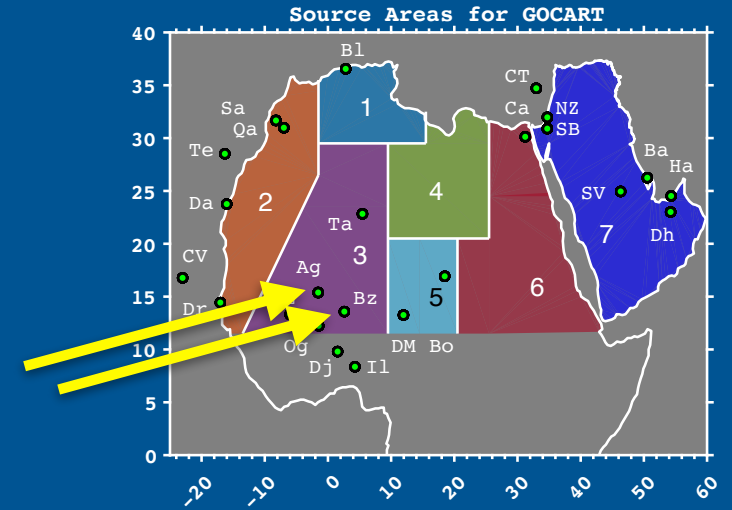 Source Areas for GOCART
40
35
30
25
20
15
10
5
0
-20
-10
0
10
20
30
40
50
60
Bl
CT
Sa
Ca
NZ
Qa
SB
1
Te
Ba
Ha
4
SV
Da
2
Ta
7
Dh
3
CV
Ag
6
5
Bz
Dr
Og
DM
Bo
Dj
Il